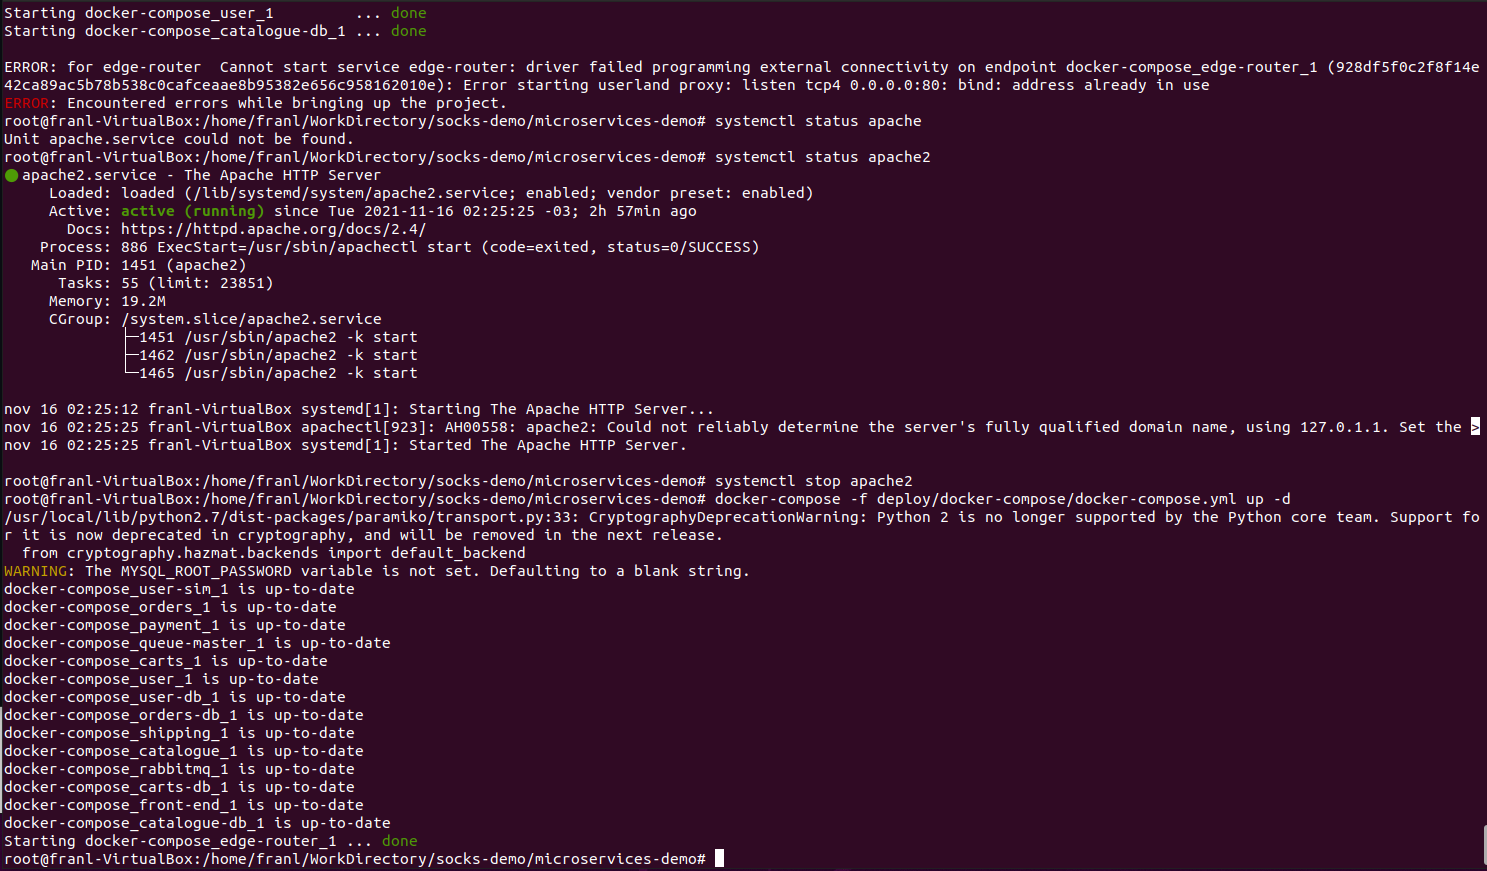 Starting docker-compose_user_1         ... done
Starting docker-compose_catalogue-db_1 ... done

ERROR: for edge-router  Cannot start service edge-router: driver failed programming external connectivity on endpoint docker-compose_edge-router_1 (928df5f0c2f8f14e
42ca89ac5b78b538c0cafceaae8b95382e656c958162010e): Error starting userland proxy: listen tcp4 0.0.0.0:80: bind: address already in use
ERROR: Encountered errors while bringing up the project.
root@franl-VirtualBox:/home/franl/WorkDirectory/socks-demo/microservices-demo# systemctl status apache
Unit apache.service could not be found.
root@franl-VirtualBox:/home/franl/WorkDirectory/socks-demo/microservices-demo# systemctl status apache2
● apache2.service - The Apache HTTP Server
     Loaded: loaded (/lib/systemd/system/apache2.service; enabled; vendor preset: enabled)
     Active: active (running) since Tue 2021-11-16 02:25:25 -03; 2h 57min ago
       Docs: https://httpd.apache.org/docs/2.4/
    Process: 886 ExecStart=/usr/sbin/apachectl start (code=exited, status=0/SUCCESS)
   Main PID: 1451 (apache2)
      Tasks: 55 (limit: 23851)
     Memory: 19.2M
     CGroup: /system.slice/apache2.service
             ├─1451 /usr/sbin/apache2 -k start
             ├─1462 /usr/sbin/apache2 -k start
             └─1465 /usr/sbin/apache2 -k start

nov 16 02:25:12 franl-VirtualBox systemd[1]: Starting The Apache HTTP Server...
nov 16 02:25:25 franl-VirtualBox apachectl[923]: AH00558: apache2: Could not reliably determine the server's fully qualified domain name, using 127.0.1.1. Set the >
nov 16 02:25:25 franl-VirtualBox systemd[1]: Started The Apache HTTP Server.

root@franl-VirtualBox:/home/franl/WorkDirectory/socks-demo/microservices-demo# systemctl stop apache2
root@franl-VirtualBox:/home/franl/WorkDirectory/socks-demo/microservices-demo# docker-compose -f deploy/docker-compose/docker-compose.yml up -d
/usr/local/lib/python2.7/dist-packages/paramiko/transport.py:33: CryptographyDeprecationWarning: Python 2 is no longer supported by the Python core team. Support fo
r it is now deprecated in cryptography, and will be removed in the next release.
  from cryptography.hazmat.backends import default_backend
WARNING: The MYSQL_ROOT_PASSWORD variable is not set. Defaulting to a blank string.
docker-compose_user-sim_1 is up-to-date
docker-compose_orders_1 is up-to-date
docker-compose_payment_1 is up-to-date
docker-compose_queue-master_1 is up-to-date
docker-compose_carts_1 is up-to-date
docker-compose_user_1 is up-to-date
docker-compose_user-db_1 is up-to-date
docker-compose_orders-db_1 is up-to-date
docker-compose_shipping_1 is up-to-date
docker-compose_catalogue_1 is up-to-date
docker-compose_rabbitmq_1 is up-to-date
docker-compose_carts-db_1 is up-to-date
docker-compose_front-end_1 is up-to-date
docker-compose_catalogue-db_1 is up-to-date
Starting docker-compose_edge-router_1 ... done
root@franl-VirtualBox:/home/franl/WorkDirectory/socks-demo/microservices-demo#